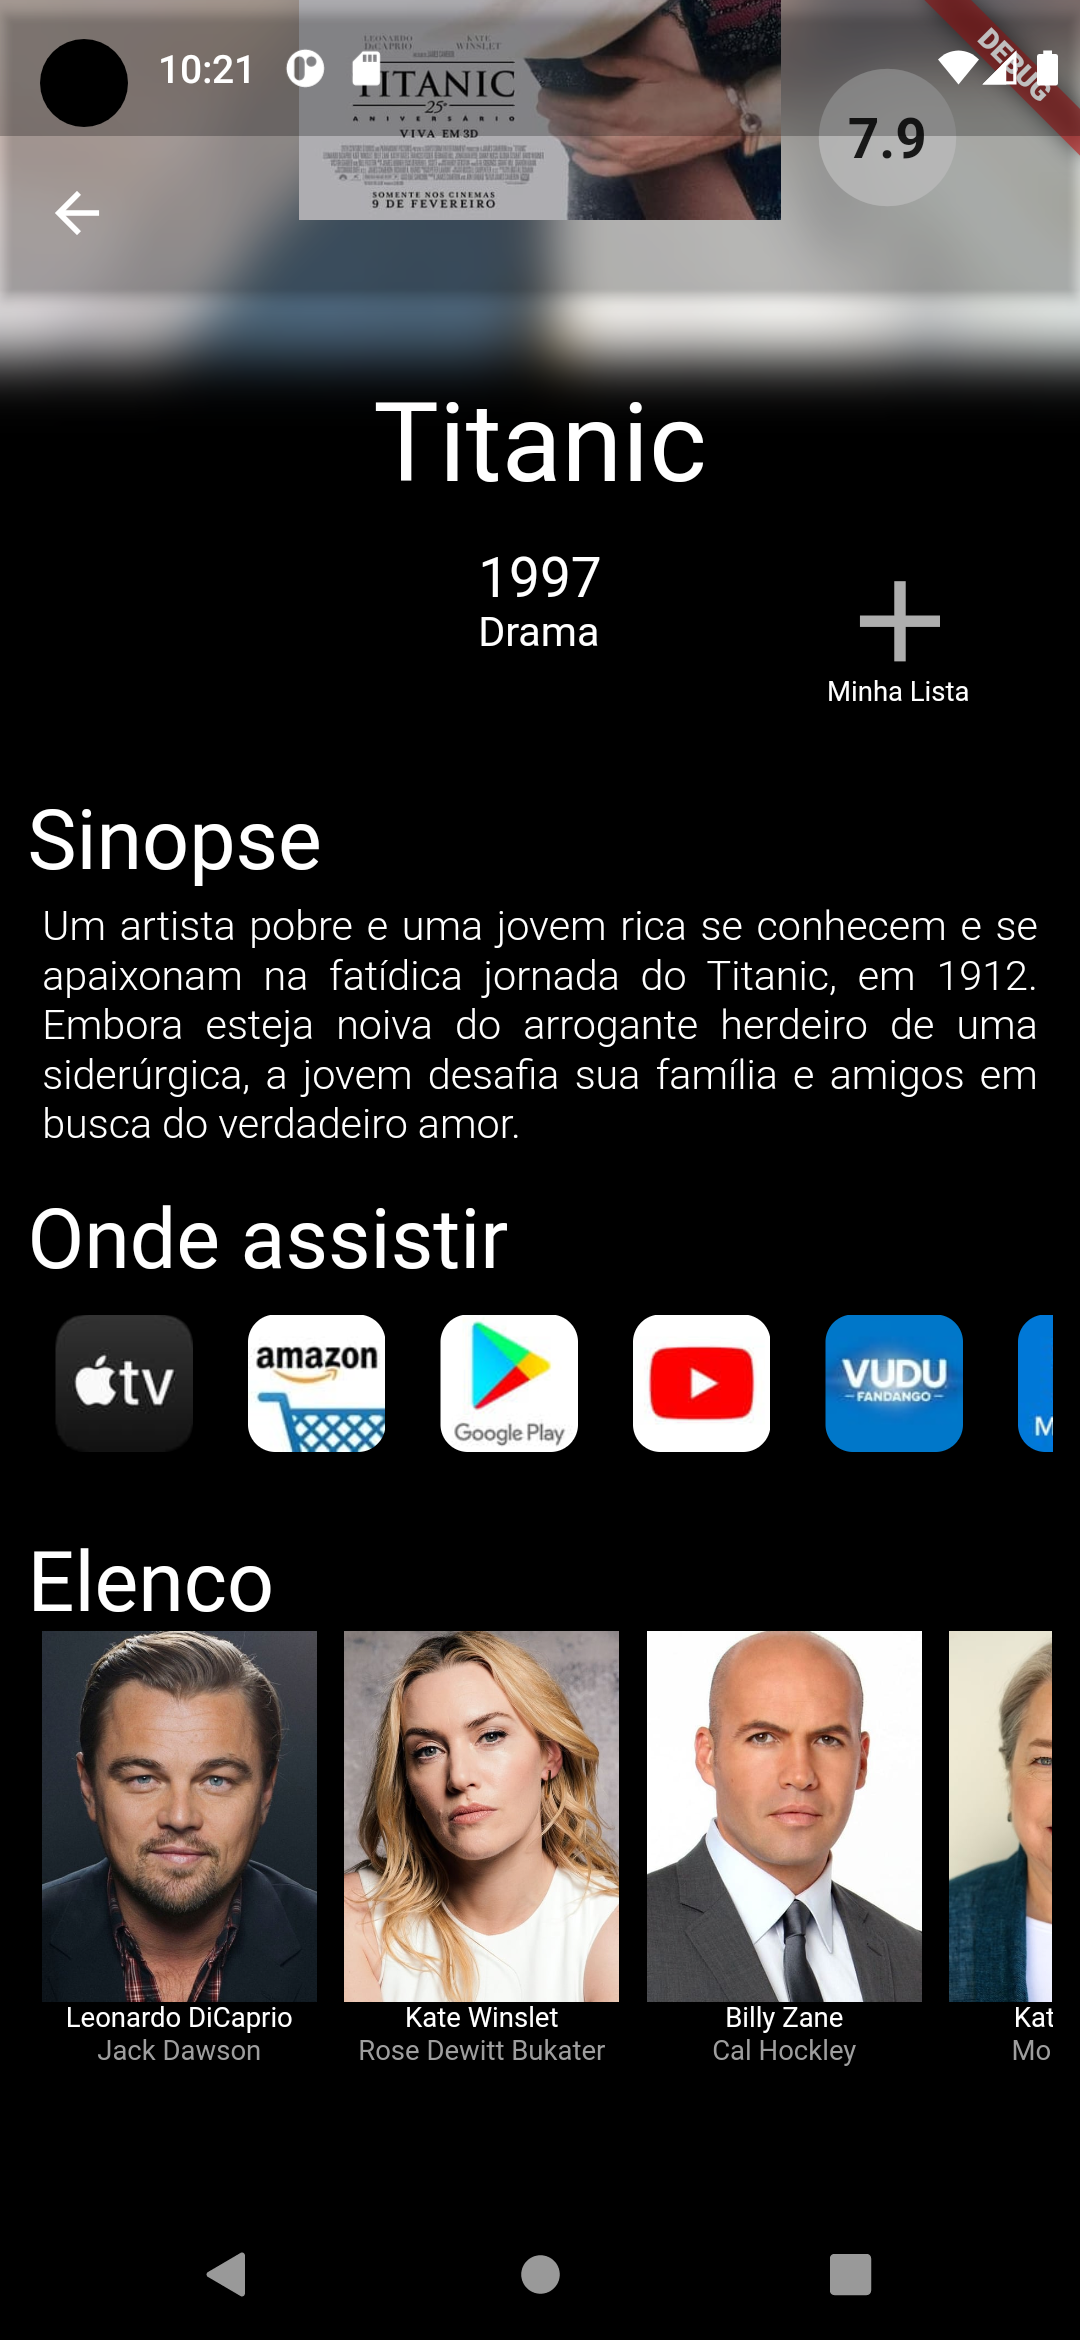 10:21
DEBUG
LEONARDO DiCAPRIO
KATE WINSLET
TITANIC
25º
ANIVERSÁRIO
VIVA EM 3D
SOMENTE NOS CINEMAS
9 DE FEVEREIRO
7.9
Titanic
1997
Drama
Minha Lista
Sinopse
Um artista pobre e uma jovem rica se conhecem e se
apaixonam na fatídica jornada do Titanic, em 1912.
Embora esteja noiva do arrogante herdeiro de uma
siderúrgica, a jovem desafia sua família e amigos em
busca do verdadeiro amor.
Onde assistir
tv
amazon
Google Play
VUDU
FANDANGO
M
Elenco
Leonardo DiCaprio
Jack Dawson
Kate Winslet
Rose Dewitt Bukater
Billy Zane
Cal Hockley
Kat
Mo